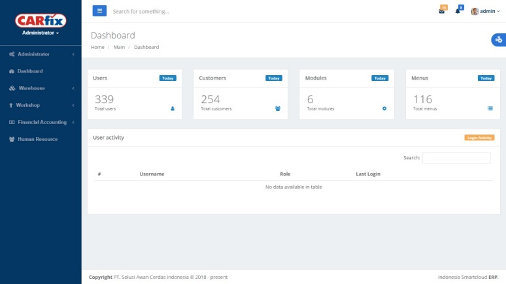 CARfix
Administrator
Administrator
Dashboard
Warehouse
Workshop
Financial Accounting
Human Resource
Search for something...
admin
Dashboard
Home / Main / Dashboard
Users Today
339
Total users
Customers Today
254
Total customers
Modules Today
6
Total modules
Menus Today
116
Total menus
User activity
Search:
# Username Role Last Login
No data available in table
Copyright PT. Solusi Awan Cerdas Indonesia © 2018 - present
Indonesia Smartcloud ERP.